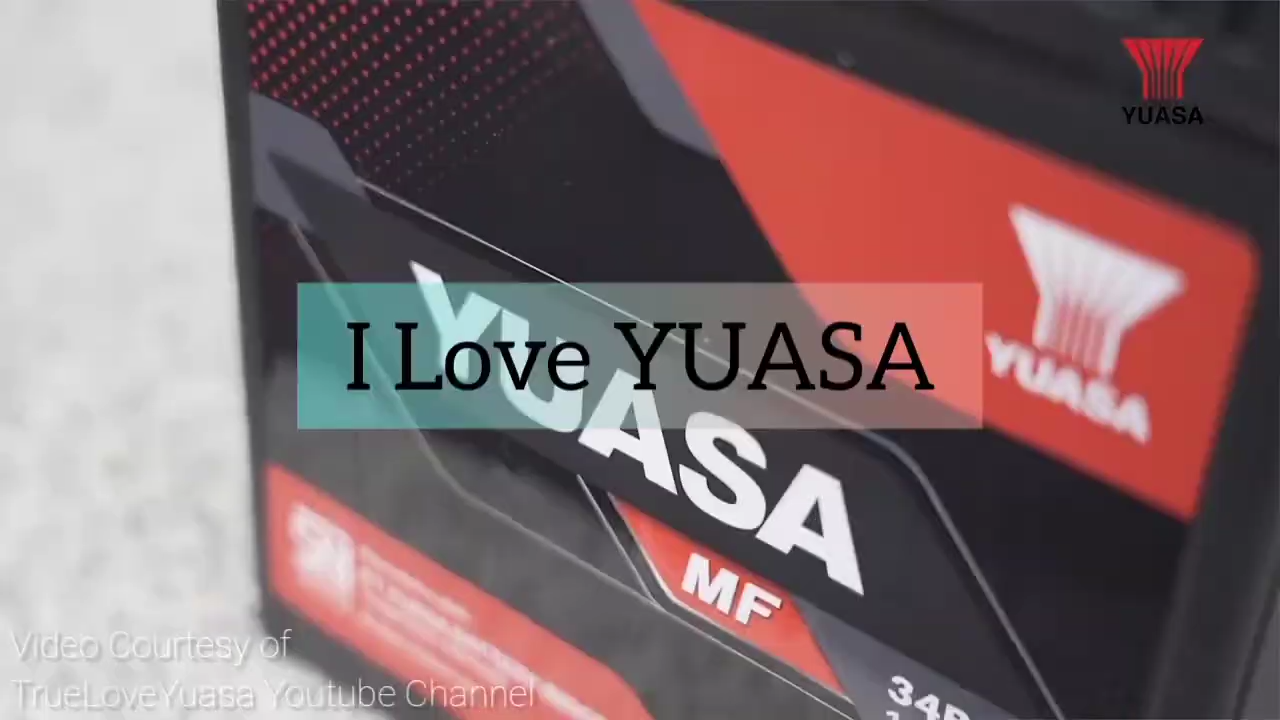 YUASA
I Love YUASA
YUASA
YUASA
MF
Video Courtesy of
TrueLoveYuasa Youtube Channel